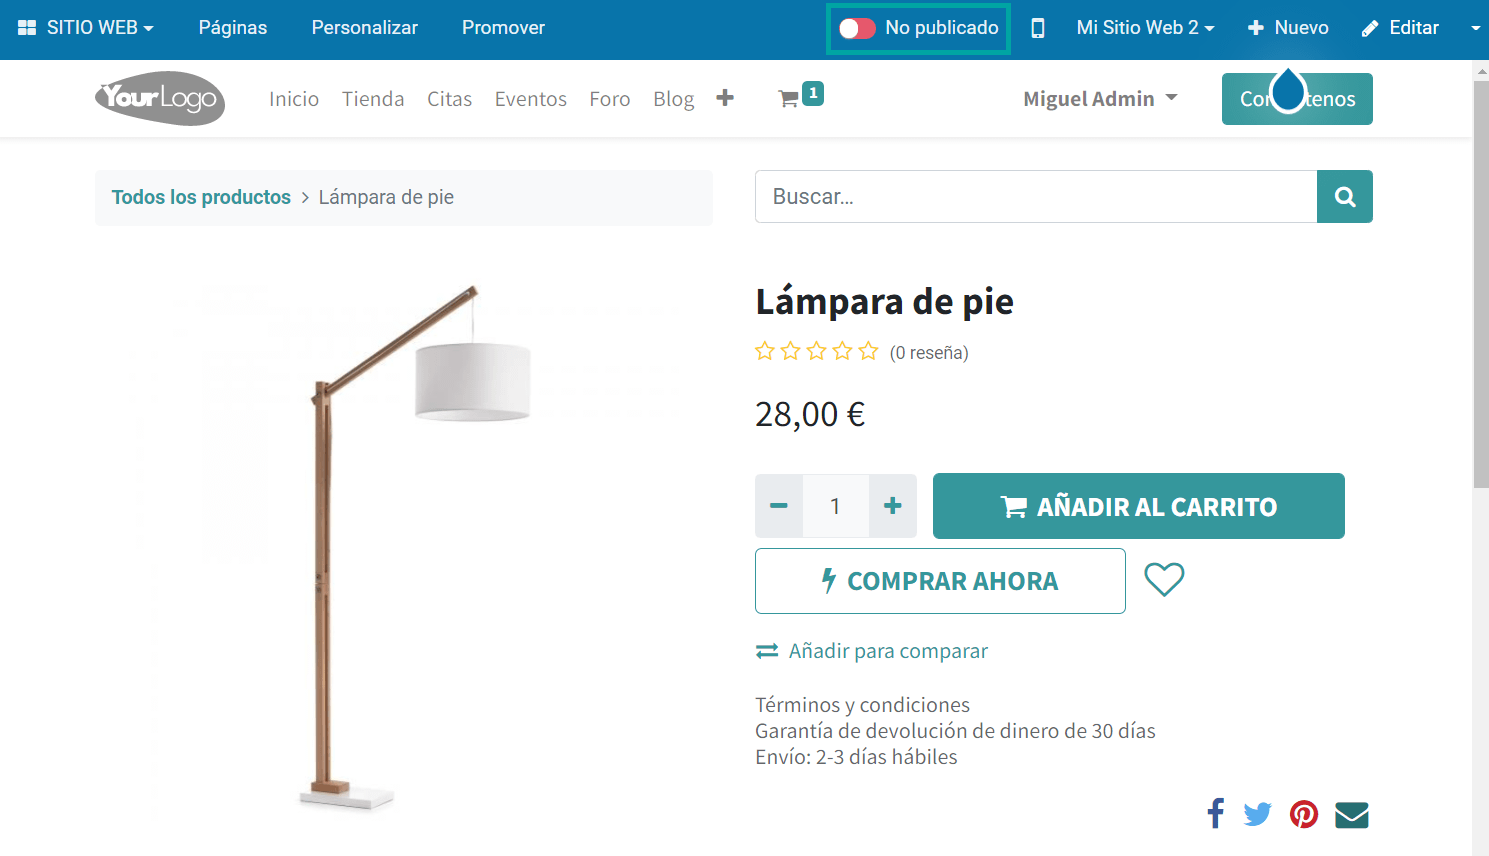 SITIO WEB Páginas Personalizar Promover No publicado Mi Sitio Web 2 Nuevo Editar
YourLogo Inicio Tienda Citas Eventos Foro Blog 1 Miguel Admin
Todos los productos > Lámpara de pie Buscar...
Lámpara de pie
(0 reseña)
28,00 €
1 AÑADIR AL CARRITO
COMPRAR AHORA
Añadir para comparar
Términos y condiciones
Garantía de devolución de dinero de 30 días
Envío: 2-3 días hábiles